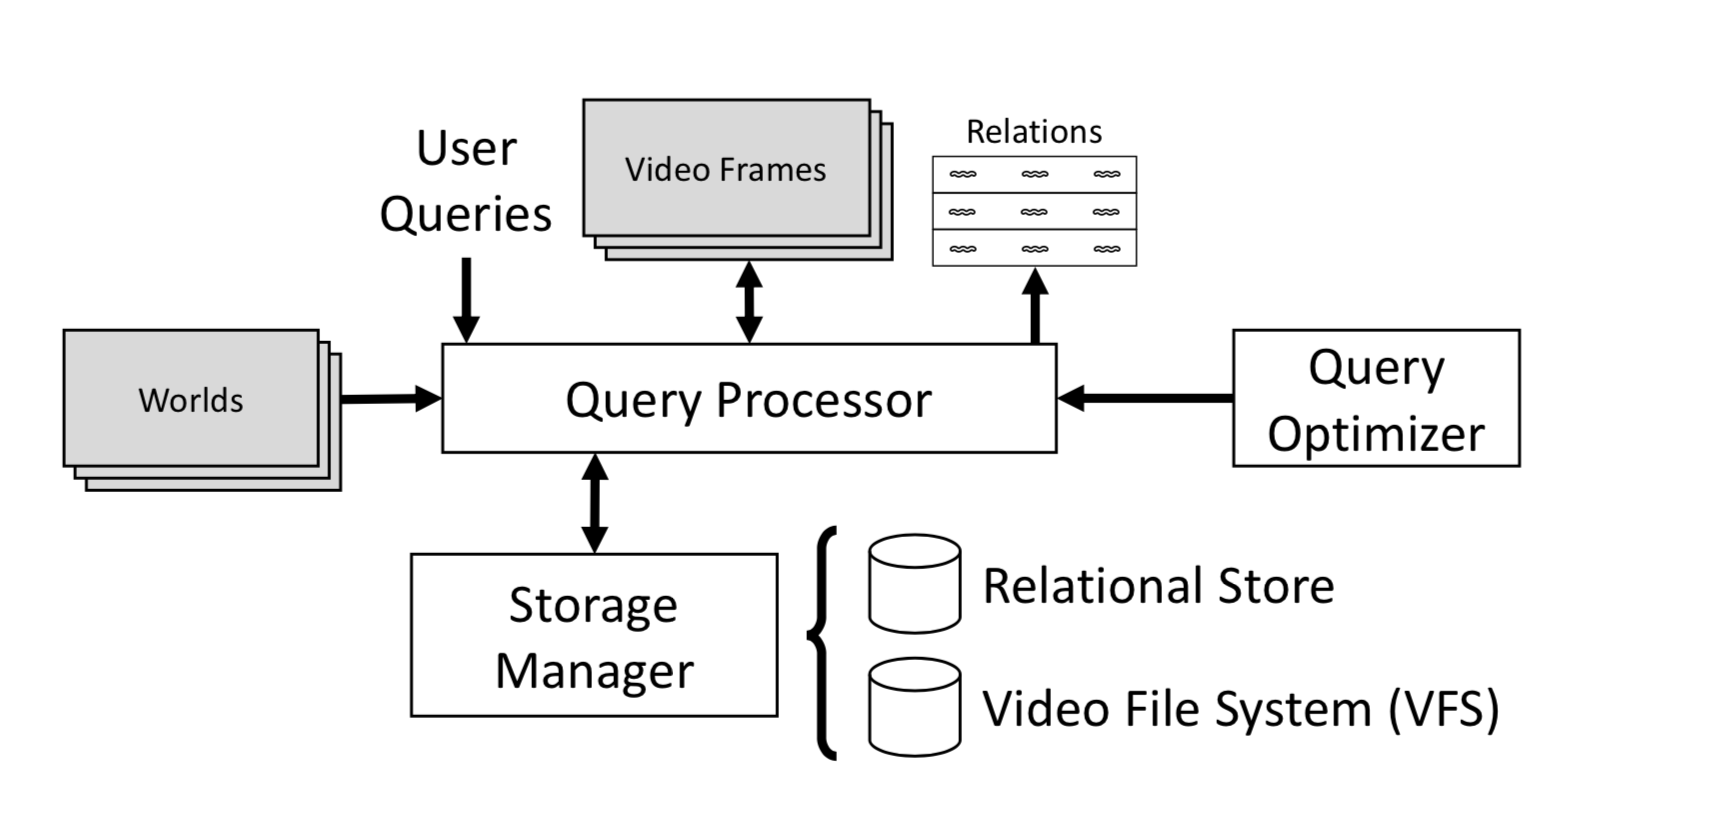 User
Queries
Video Frames
Relations
Worlds
Query Processor
Query
Optimizer
Storage
Manager
Relational Store
Video File System (VFS)